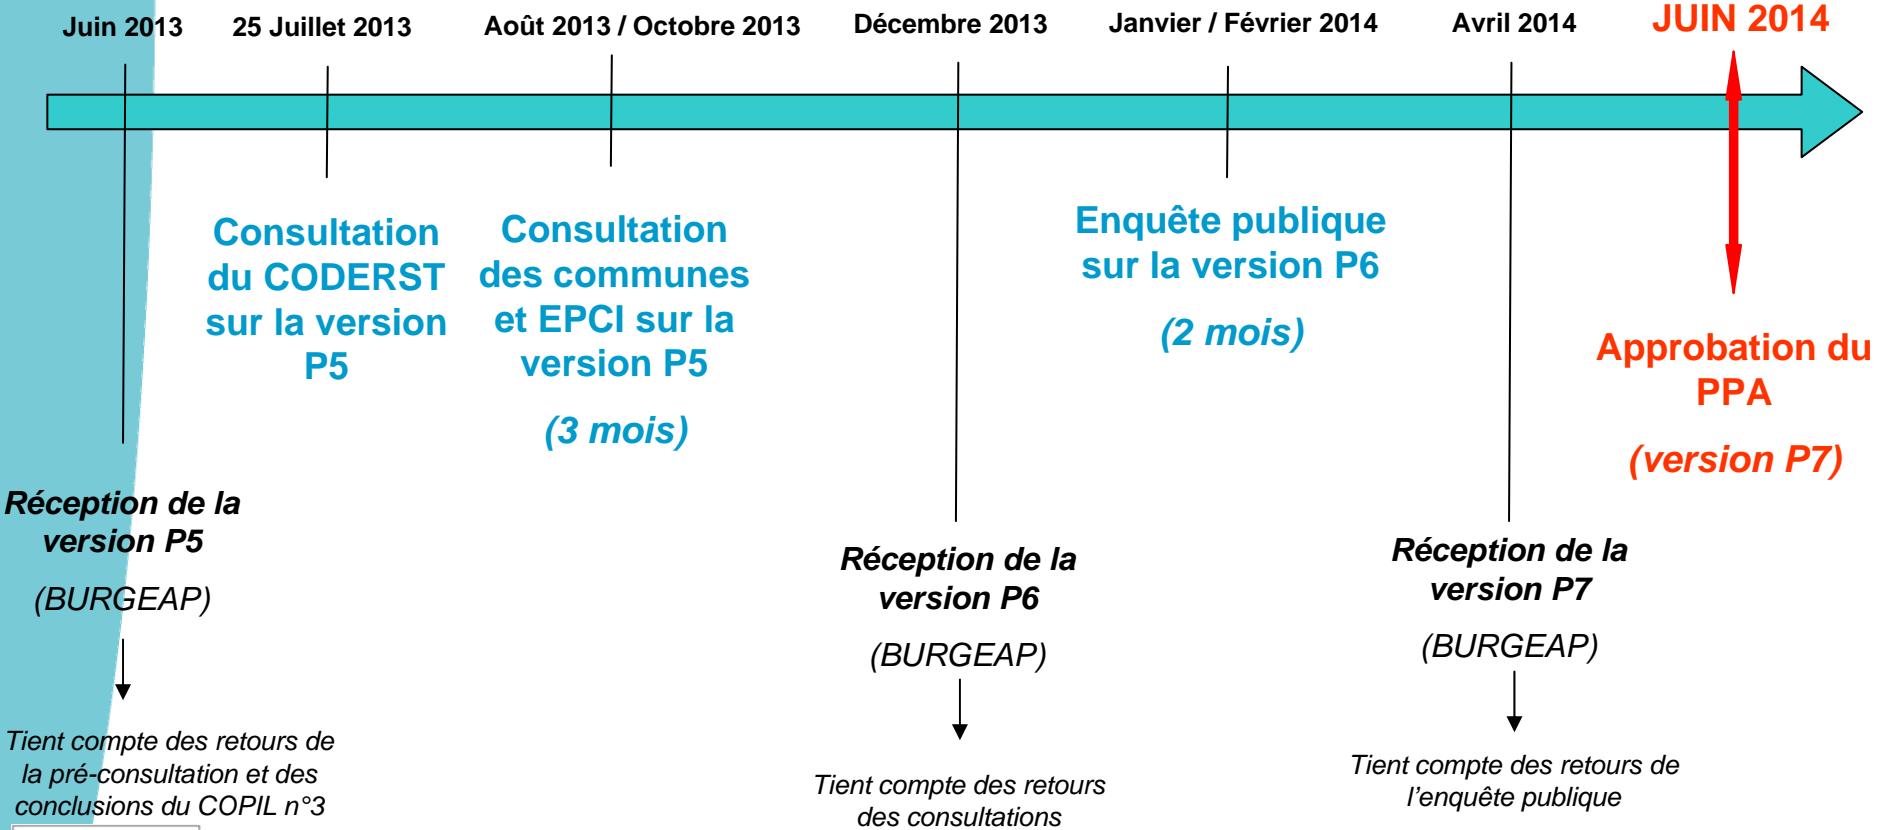 Juin 2013
25 Juillet 2013
Août 2013 / Octobre 2013
Décembre 2013
Janvier / Février 2014
Avril 2014
JUIN 2014
Consultation
du CODERST
sur la version
P5
Consultation
des communes
et EPCI sur la
version P5
(3 mois)
Enquête publique
sur la version P6
(2 mois)
Approbation du
PPA
(version P7)
Réception de la
version P5
(BURGEAP)
Tient compte des retours de
la pré-consultation et des
conclusions du COPIL n°3
Réception de la
version P6
(BURGEAP)
Tient compte des retours
des consultations
Réception de la
version P7
(BURGEAP)
Tient compte des retours de
l'enquête publique